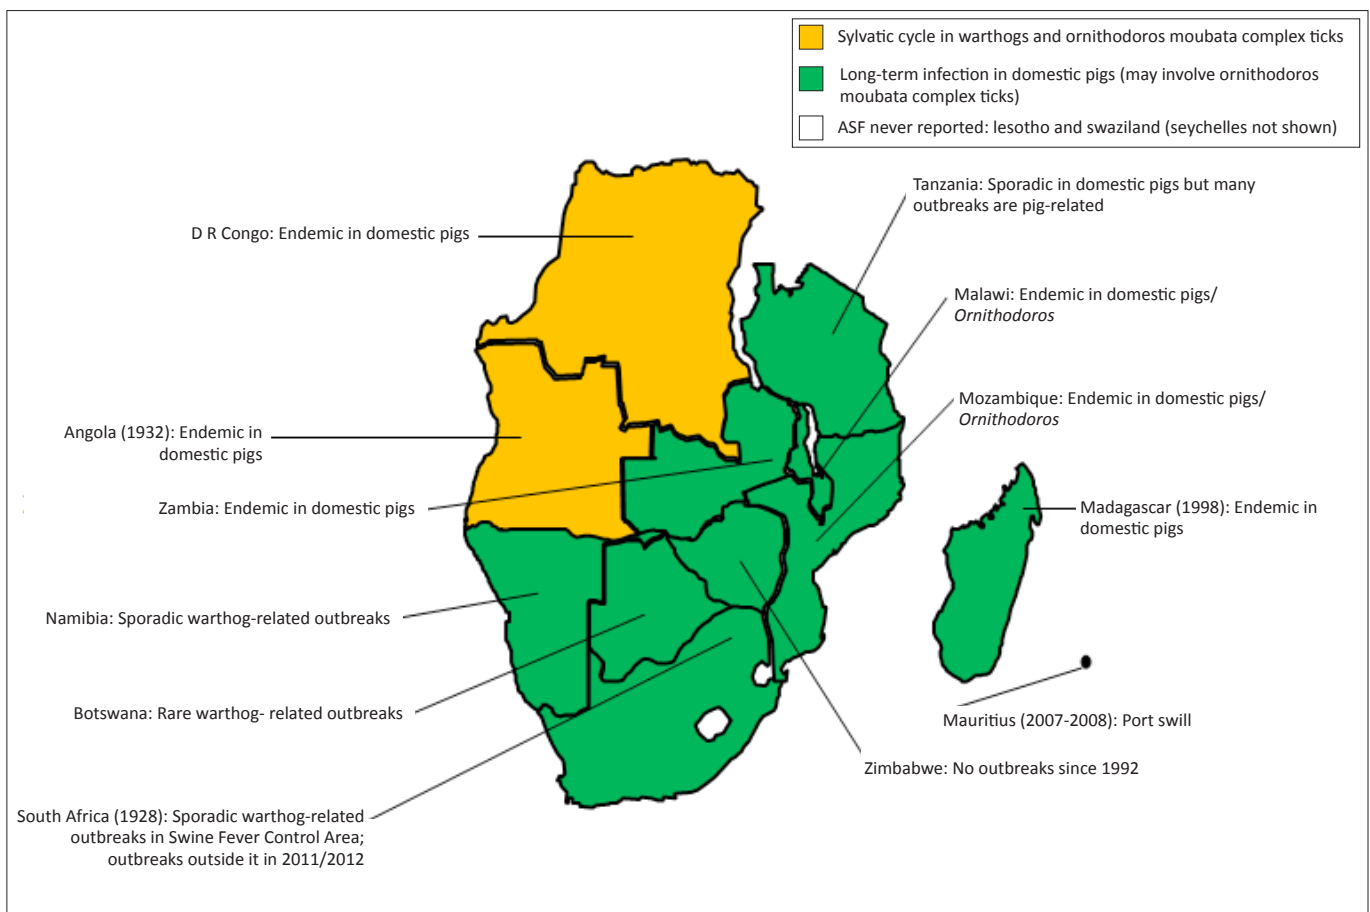 Sylvatic cycle in warthogs and ornithodoros moubata complex ticks
Long-term infection in domestic pigs (may involve ornithodoros
moubata complex ticks)
ASF never reported: lesotho and swaziland (seychelles not shown)
Tanzania: Sporadic in domestic pigs but many
outbreaks are pig-related
D R Congo: Endemic in domestic pigs
Malawi: Endemic in domestic pigs/
Ornithodoros
Mozambique: Endemic in domestic pigs/
Ornithodoros
Angola (1932): Endemic in
domestic pigs
Zambia: Endemic in domestic pigs
Madagascar (1998): Endemic in
domestic pigs
Namibia: Sporadic warthog-related outbreaks
Botswana: Rare warthog- related outbreaks
Mauritius (2007-2008): Port swill
Zimbabwe: No outbreaks since 1992
South Africa (1928): Sporadic warthog-related
outbreaks in Swine Fever Control Area;
outbreaks outside it in 2011/2012